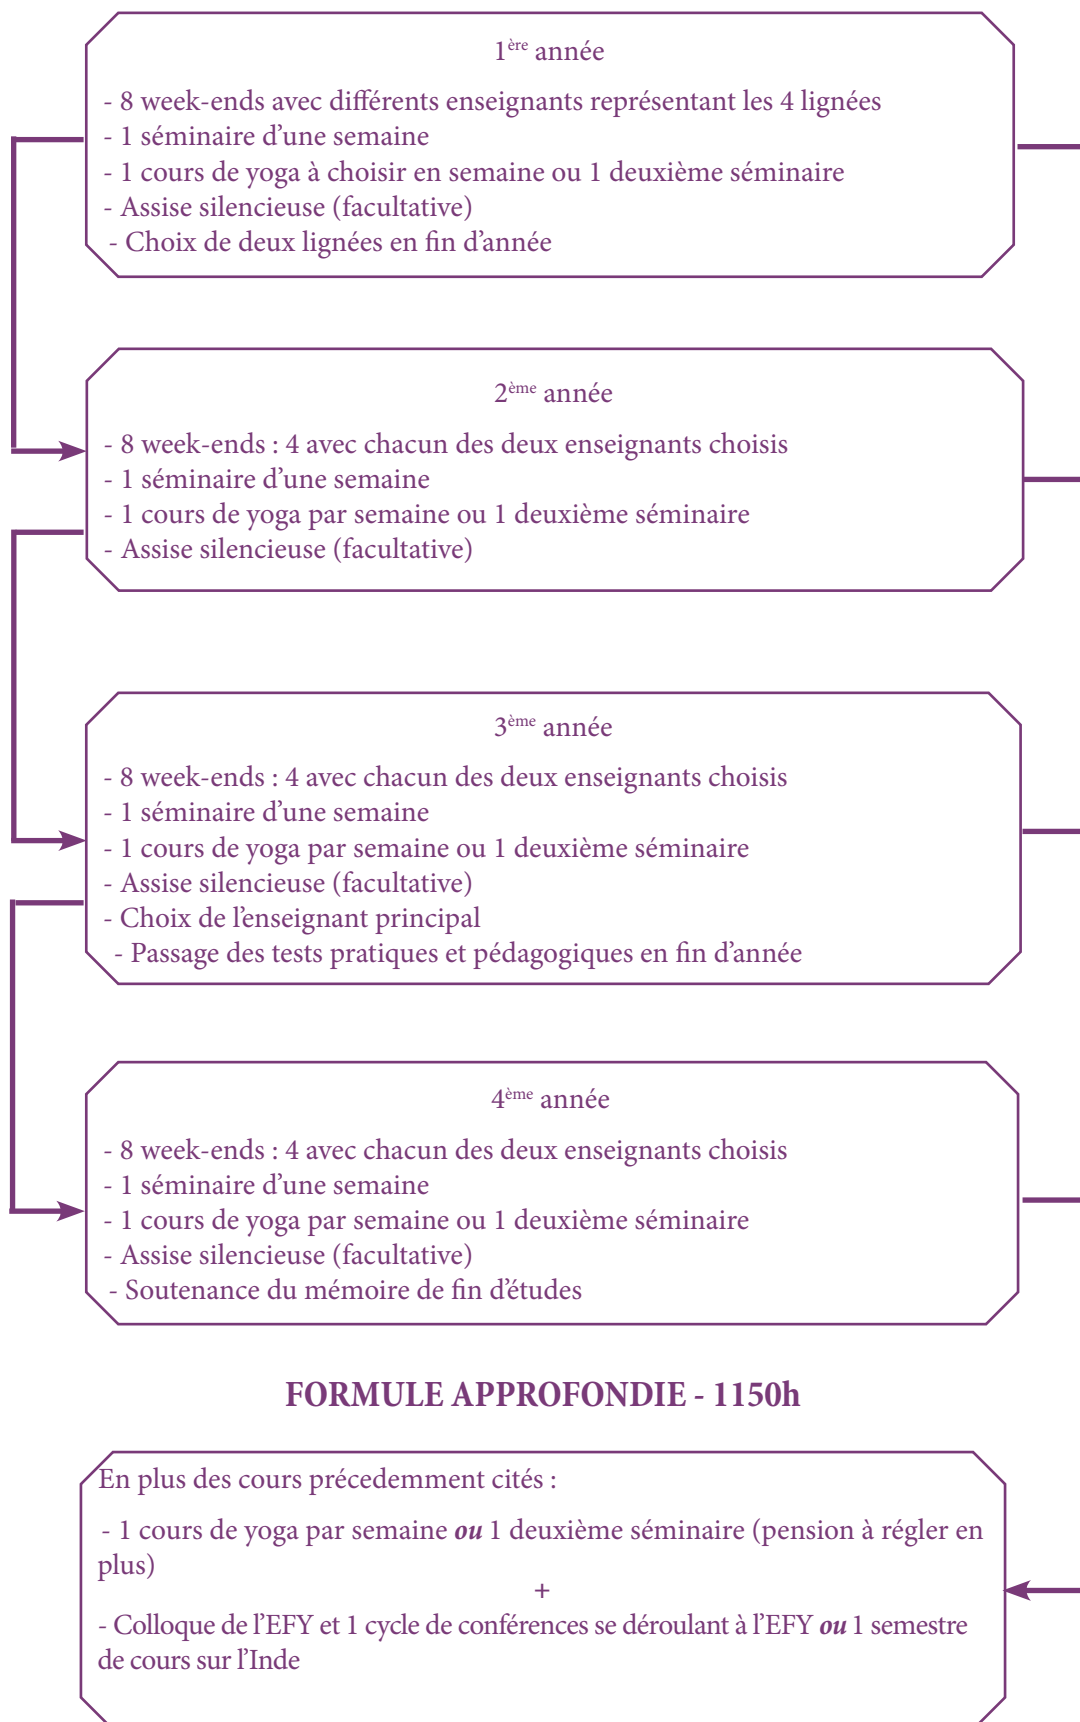 1ère année
- 8 week-ends avec différents enseignants représentant les 4 lignées
- 1 séminaire d'une semaine
- 1 cours de yoga à choisir en semaine ou 1 deuxième séminaire
- Assise silencieuse (facultative)
- Choix de deux lignées en fin d'année
2ème année
- 8 week-ends : 4 avec chacun des deux enseignants choisis
- 1 séminaire d'une semaine
- 1 cours de yoga par semaine ou 1 deuxième séminaire
- Assise silencieuse (facultative)
3ème année
- 8 week-ends : 4 avec chacun des deux enseignants choisis
- 1 séminaire d'une semaine
- 1 cours de yoga par semaine ou 1 deuxième séminaire
- Assise silencieuse (facultative)
- Choix de l'enseignant principal
- Passage des tests pratiques et pédagogiques en fin d'année
4ème année
- 8 week-ends : 4 avec chacun des deux enseignants choisis
- 1 séminaire d'une semaine
- 1 cours de yoga par semaine ou 1 deuxième séminaire
- Assise silencieuse (facultative)
- Soutenance du mémoire de fin d'études
FORMULE APPROFONDIE - 1150h
En plus des cours précedemment cités :
- 1 cours de yoga par semaine ou 1 deuxième séminaire (pension à régler en
plus)
+
- Colloque de l'EFY et 1 cycle de conférences se déroulant à l'EFY ou 1 semestre
de cours sur l'Inde